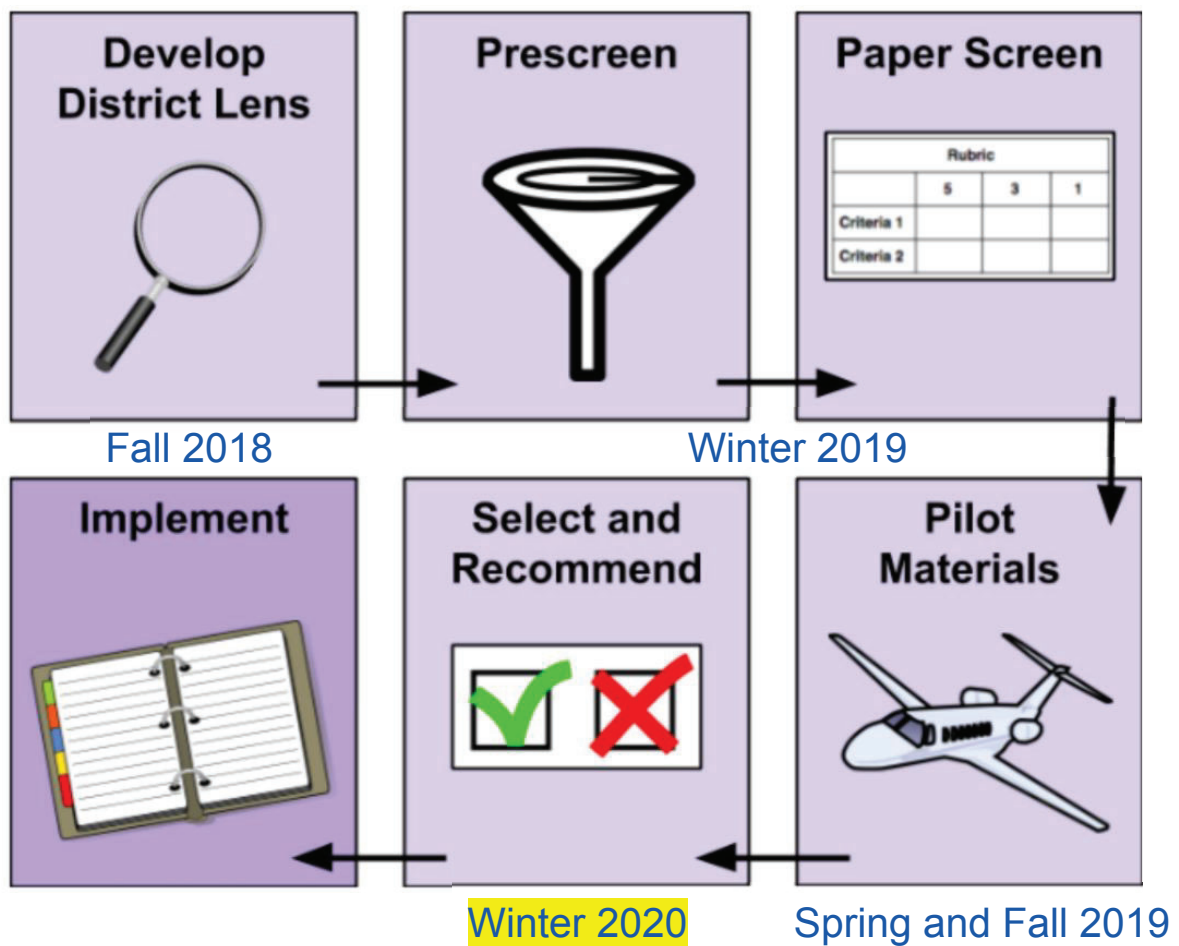 Develop
District Lens
Prescreen
Paper Screen
Rubric
5 3 1
Criteria 1
Criteria 2
Fall 2018
Winter 2019
Implement
Select and
Recommend
Pilot
Materials
Winter 2020
Spring and Fall 2019